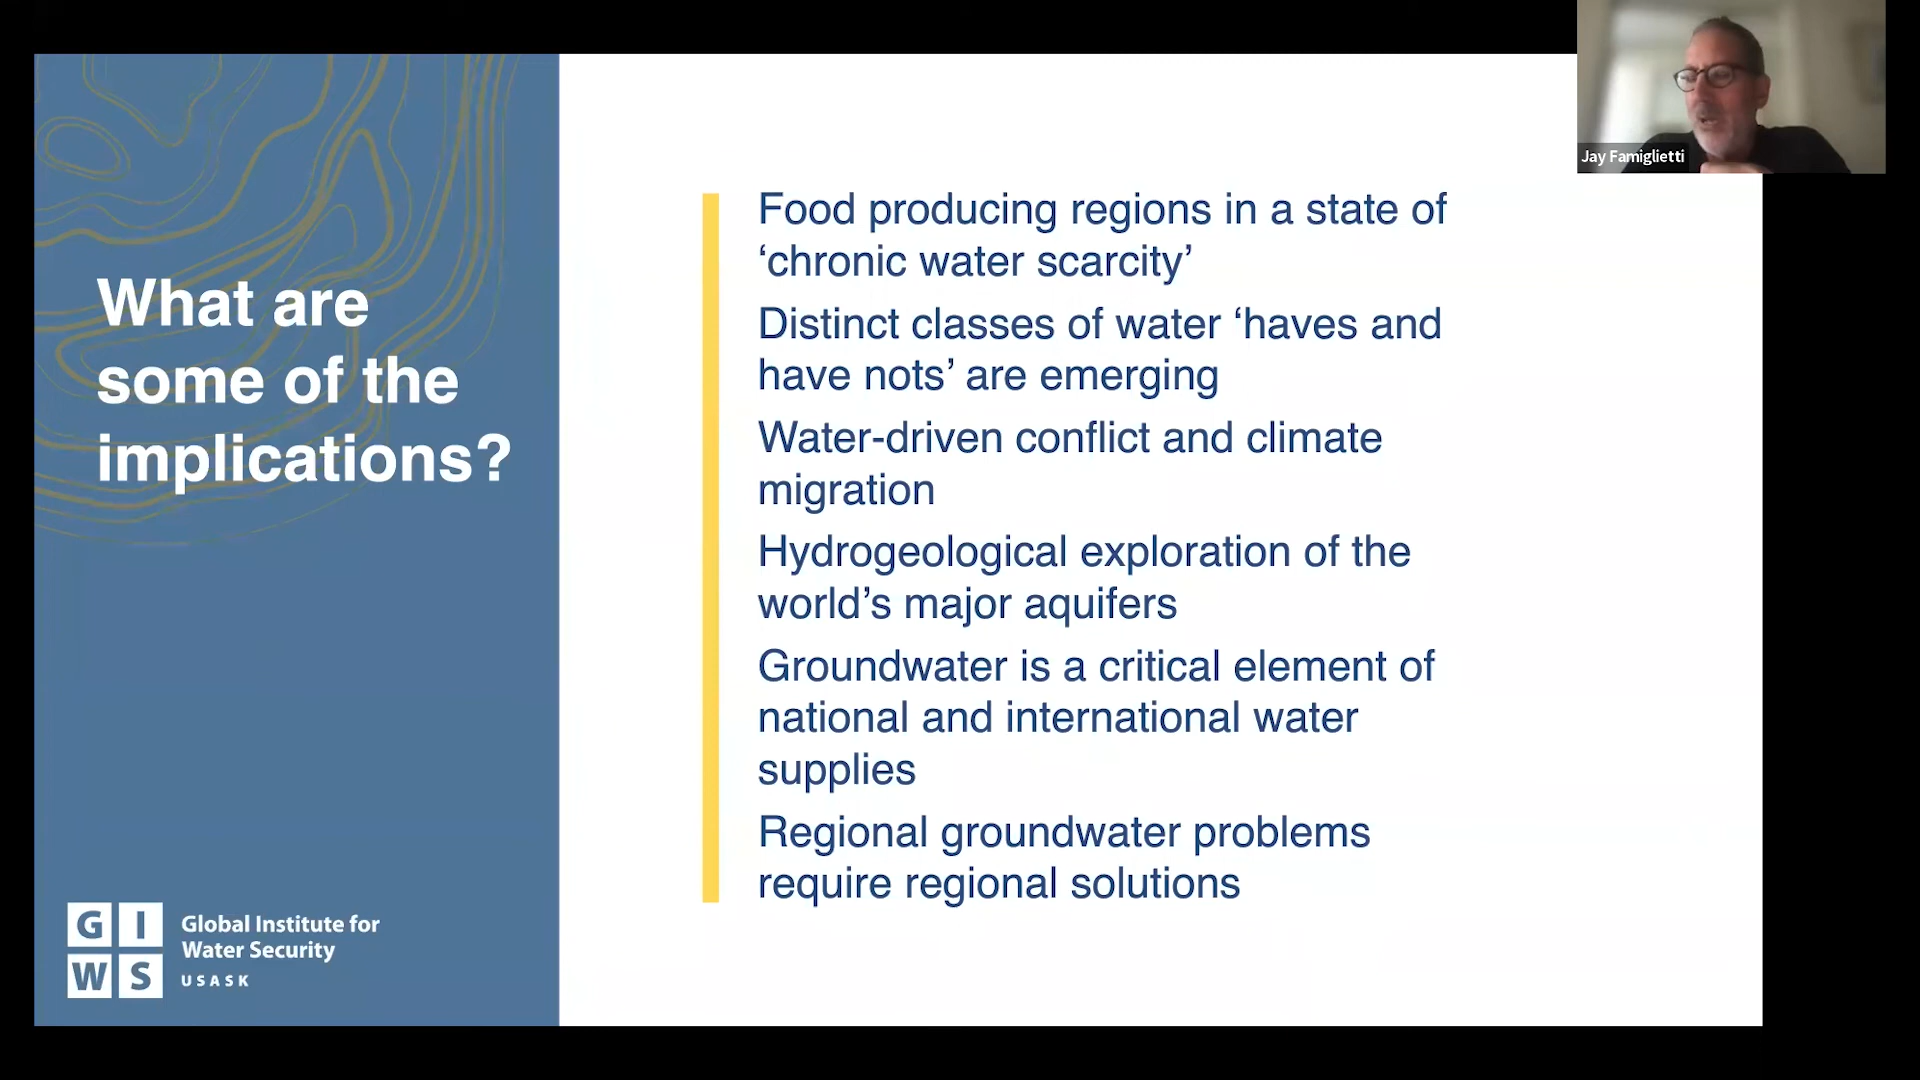 Jay Famiglietti
What are
some of the
implications?
Food producing regions in a state of
‘chronic water scarcity’
Distinct classes of water ‘haves and
have nots’ are emerging
Water-driven conflict and climate
migration
Hydrogeological exploration of the
world’s major aquifers
Groundwater is a critical element of
national and international water
supplies
Regional groundwater problems
require regional solutions
G I
W S
Global Institute for
Water Security
USASK